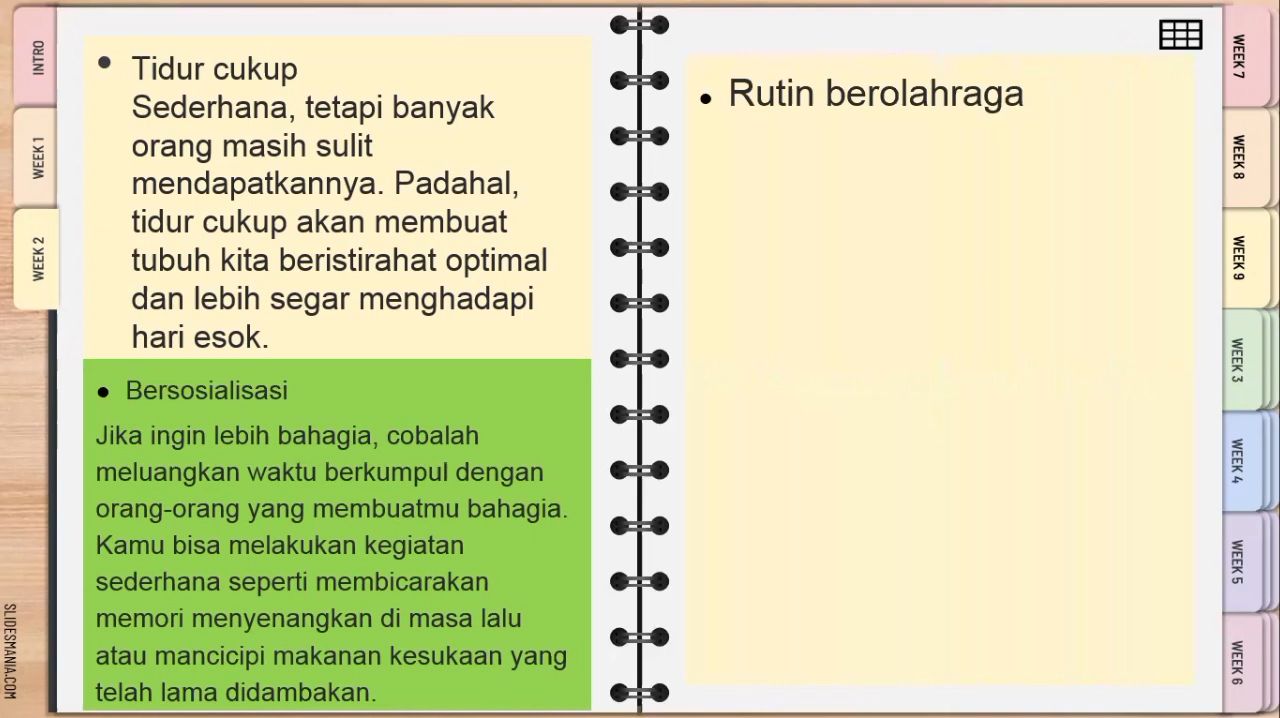 INTRO
WEEK 1
WEEK 2
• Tidur cukup
Sederhana, tetapi banyak
orang masih sulit
mendapatkannya. Padahal,
tidur cukup akan membuat
tubuh kita beristirahat optimal
dan lebih segar menghadapi
hari esok.
• Bersosialisasi
Jika ingin lebih bahagia, cobalah
meluangkan waktu berkumpul dengan
orang-orang yang membuatmu bahagia.
Kamu bisa melakukan kegiatan
sederhana seperti membicarakan
memori menyenangkan di masa lalu
atau mancicipi makanan kesukaan yang
telah lama didambakan.
SLIDESMANIA.COM
• Rutin berolahraga
WEEK 7
WEEK 8
WEEK 9
WEEK 3
WEEK 4
WEEK 5
WEEK 6